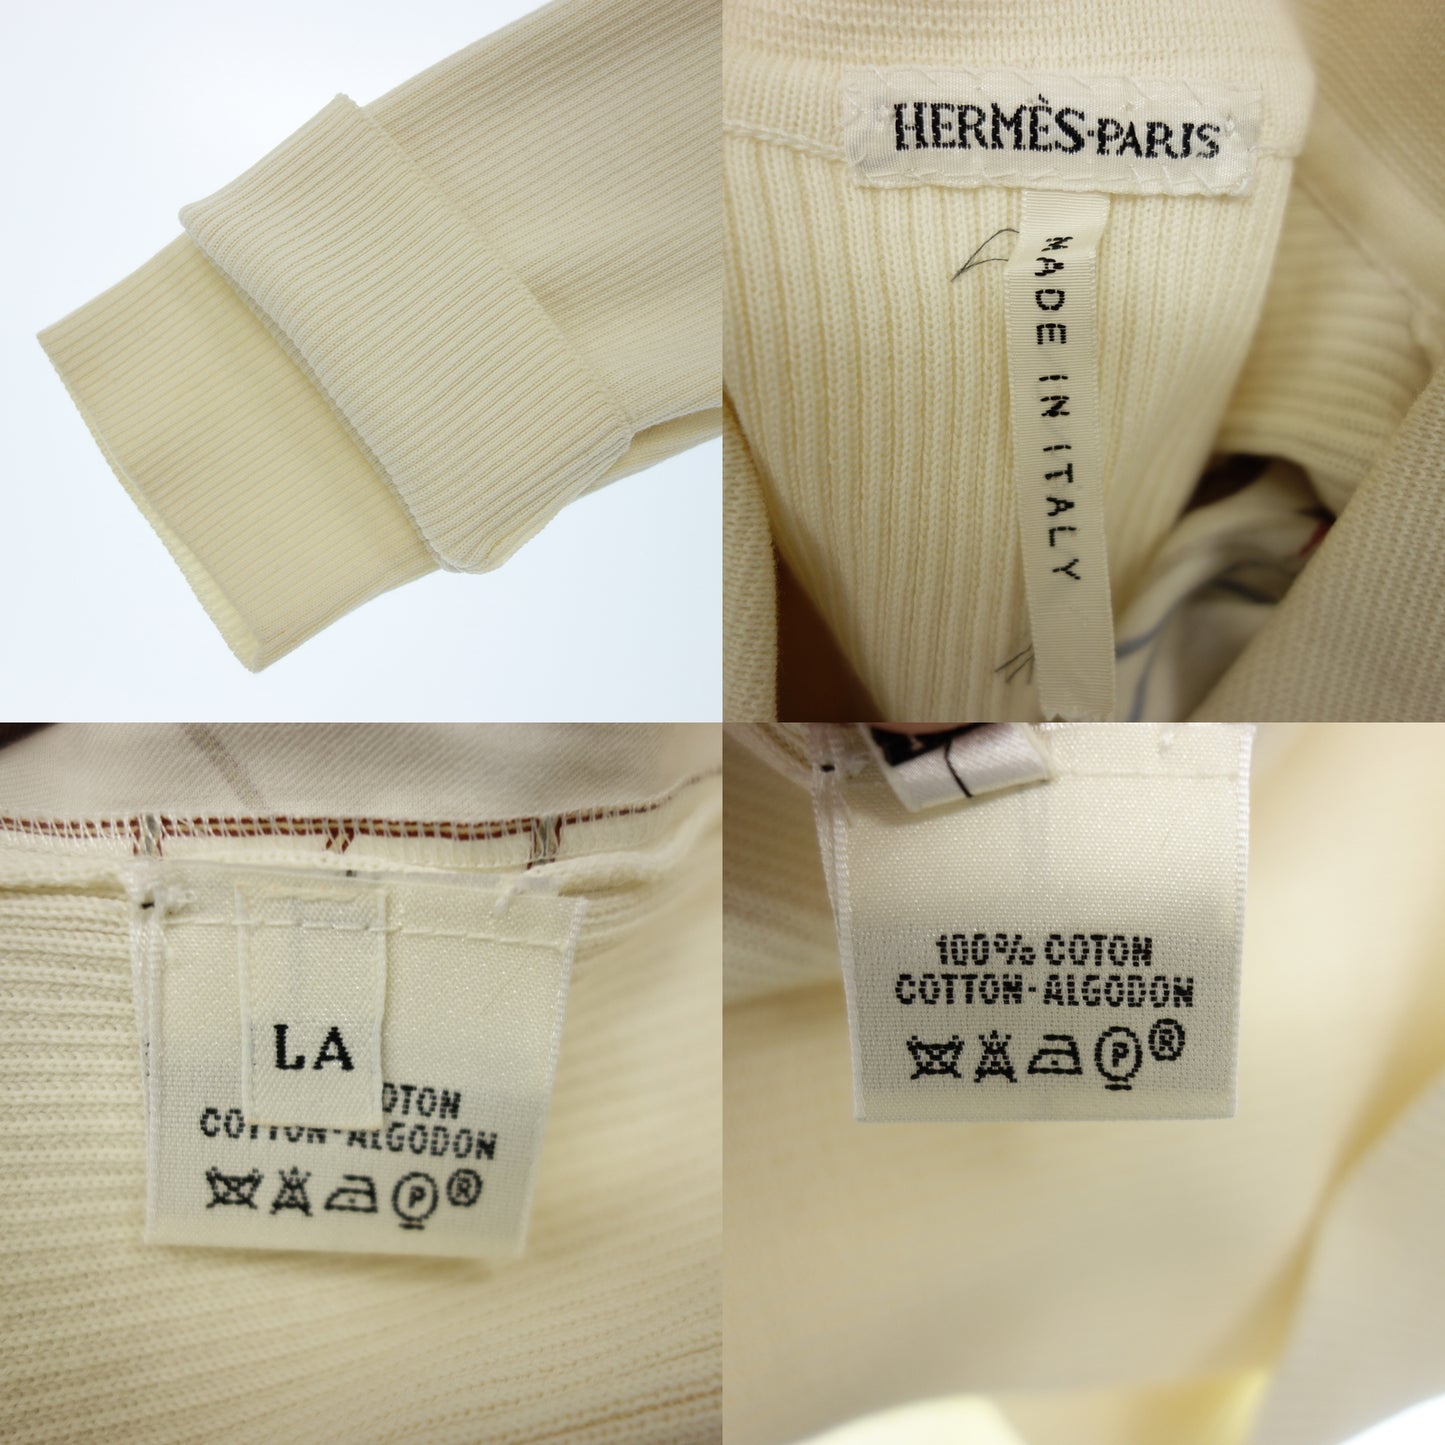 HERMÈS-PARIS
MADE IN ITALY
LA
OTON
COTTON-ALGODON
P ®
100% COTON
COTTON-ALGODON
P ®